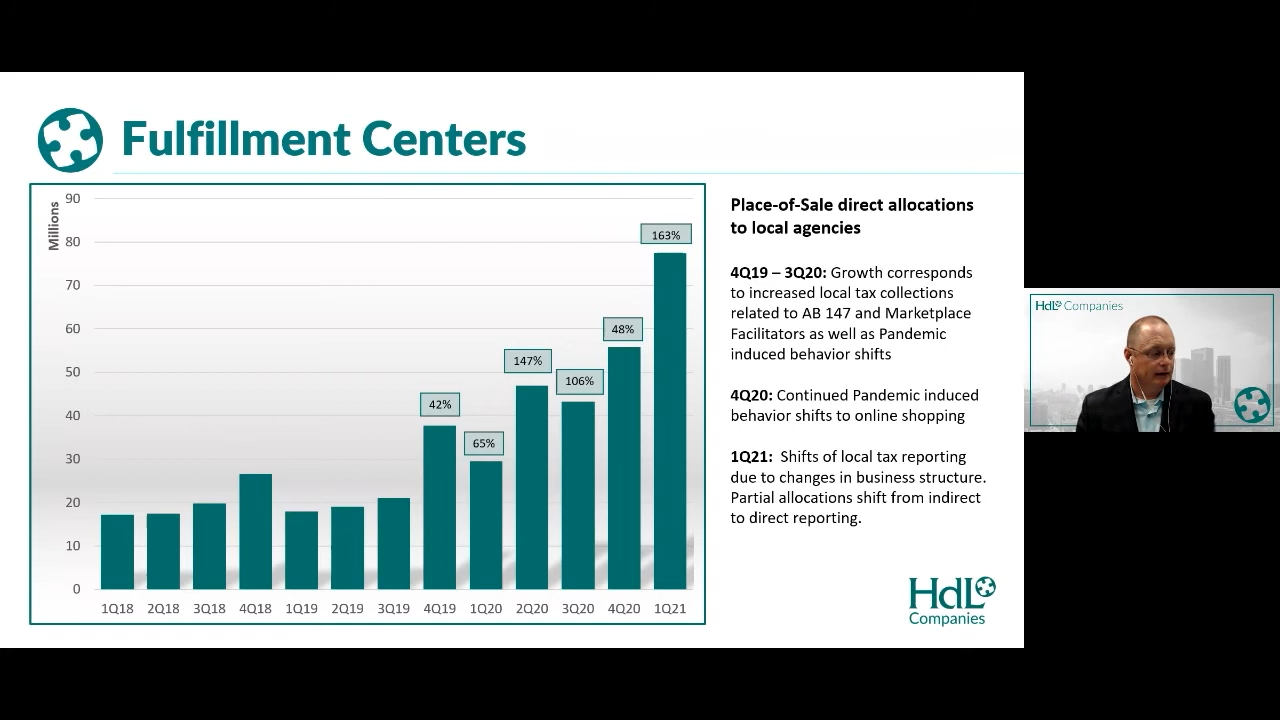 Fulfillment Centers
Millions
90
80
70
60
50
40
30
20
10
0
42%
65%
147%
106%
48%
163%
1Q18 2Q18 3Q18 4Q18 1Q19 2Q19 3Q19 4Q19 1Q20 2Q20 3Q20 4Q20 1Q21
Place-of-Sale direct allocations
to local agencies
4Q19 – 3Q20: Growth corresponds
to increased local tax collections
related to AB 147 and Marketplace
Facilitators as well as Pandemic
induced behavior shifts
4Q20: Continued Pandemic induced
behavior shifts to online shopping
1Q21: Shifts of local tax reporting
due to changes in business structure.
Partial allocations shift from indirect
to direct reporting.
HdL
Companies
HdL Companies